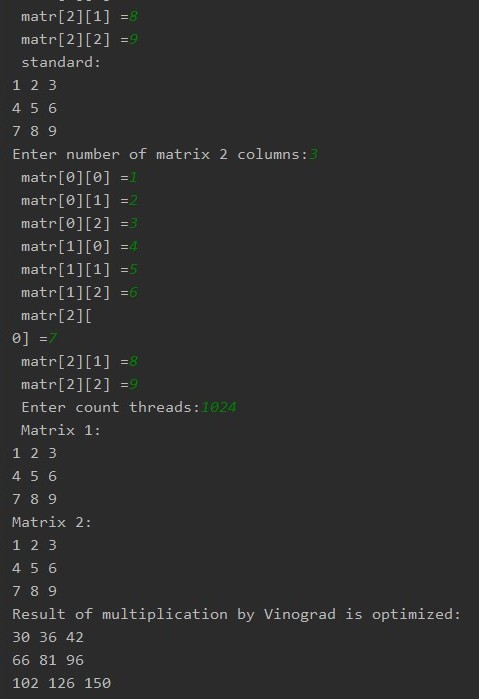 matr[2][1] =8
matr[2][2] =9
standard:
1 2 3
4 5 6
7 8 9
Enter number of matrix 2 columns:3
matr[0][0] =1
matr[0][1] =2
matr[0][2] =3
matr[1][0] =4
matr[1][1] =5
matr[1][2] =6
matr[2][
0] =7
matr[2][1] =8
matr[2][2] =9
Enter count threads:1024
Matrix 1:
1 2 3
4 5 6
7 8 9
Matrix 2:
1 2 3
4 5 6
7 8 9
Result of multiplication by Vinograd is optimized:
30 36 42
66 81 96
102 126 150